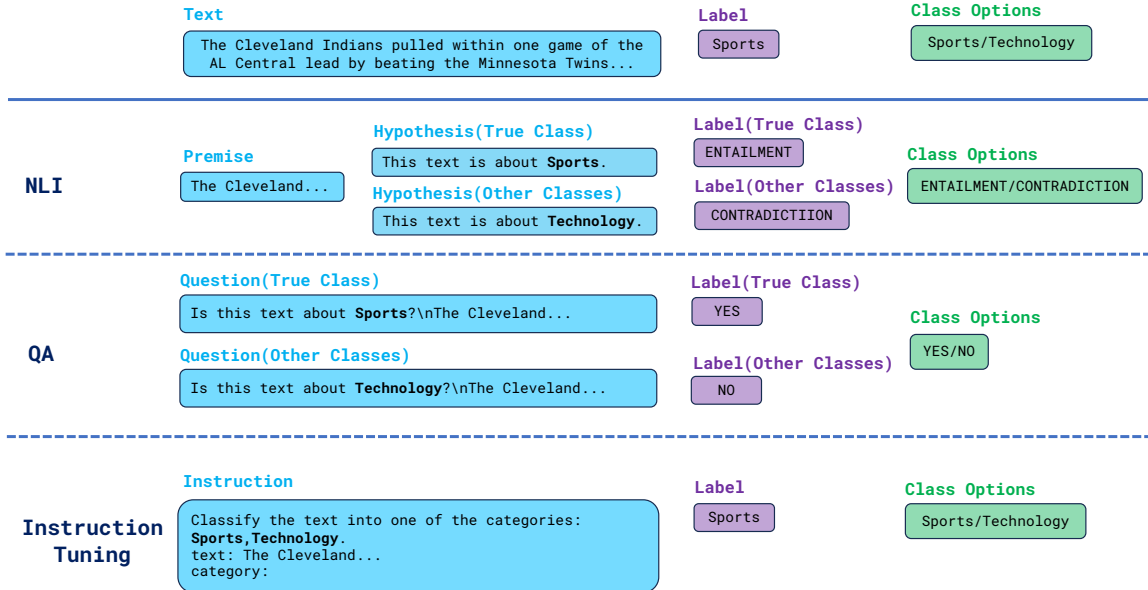 Text
Label
Class Options
The Cleveland Indians pulled within one game of the
AL Central lead by beating the Minnesota Twins...
Sports
Sports/Technology
NLI
Premise
The Cleveland...
Hypothesis(True Class)
This text is about Sports.
Hypothesis(Other Classes)
This text is about Technology.
Label(True Class)
ENTAILMENT
Label(Other Classes)
CONTRADICTIION
Class Options
ENTAILMENT/CONTRADICTION
QA
Question(True Class)
Is this text about Sports?\nThe Cleveland...
Question(Other Classes)
Is this text about Technology?\nThe Cleveland...
Label(True Class)
YES
Label(Other Classes)
NO
Class Options
YES/NO
Instruction
Tuning
Instruction
Classify the text into one of the categories:
Sports,Technology.
text: The Cleveland...
category:
Label
Sports
Class Options
Sports/Technology